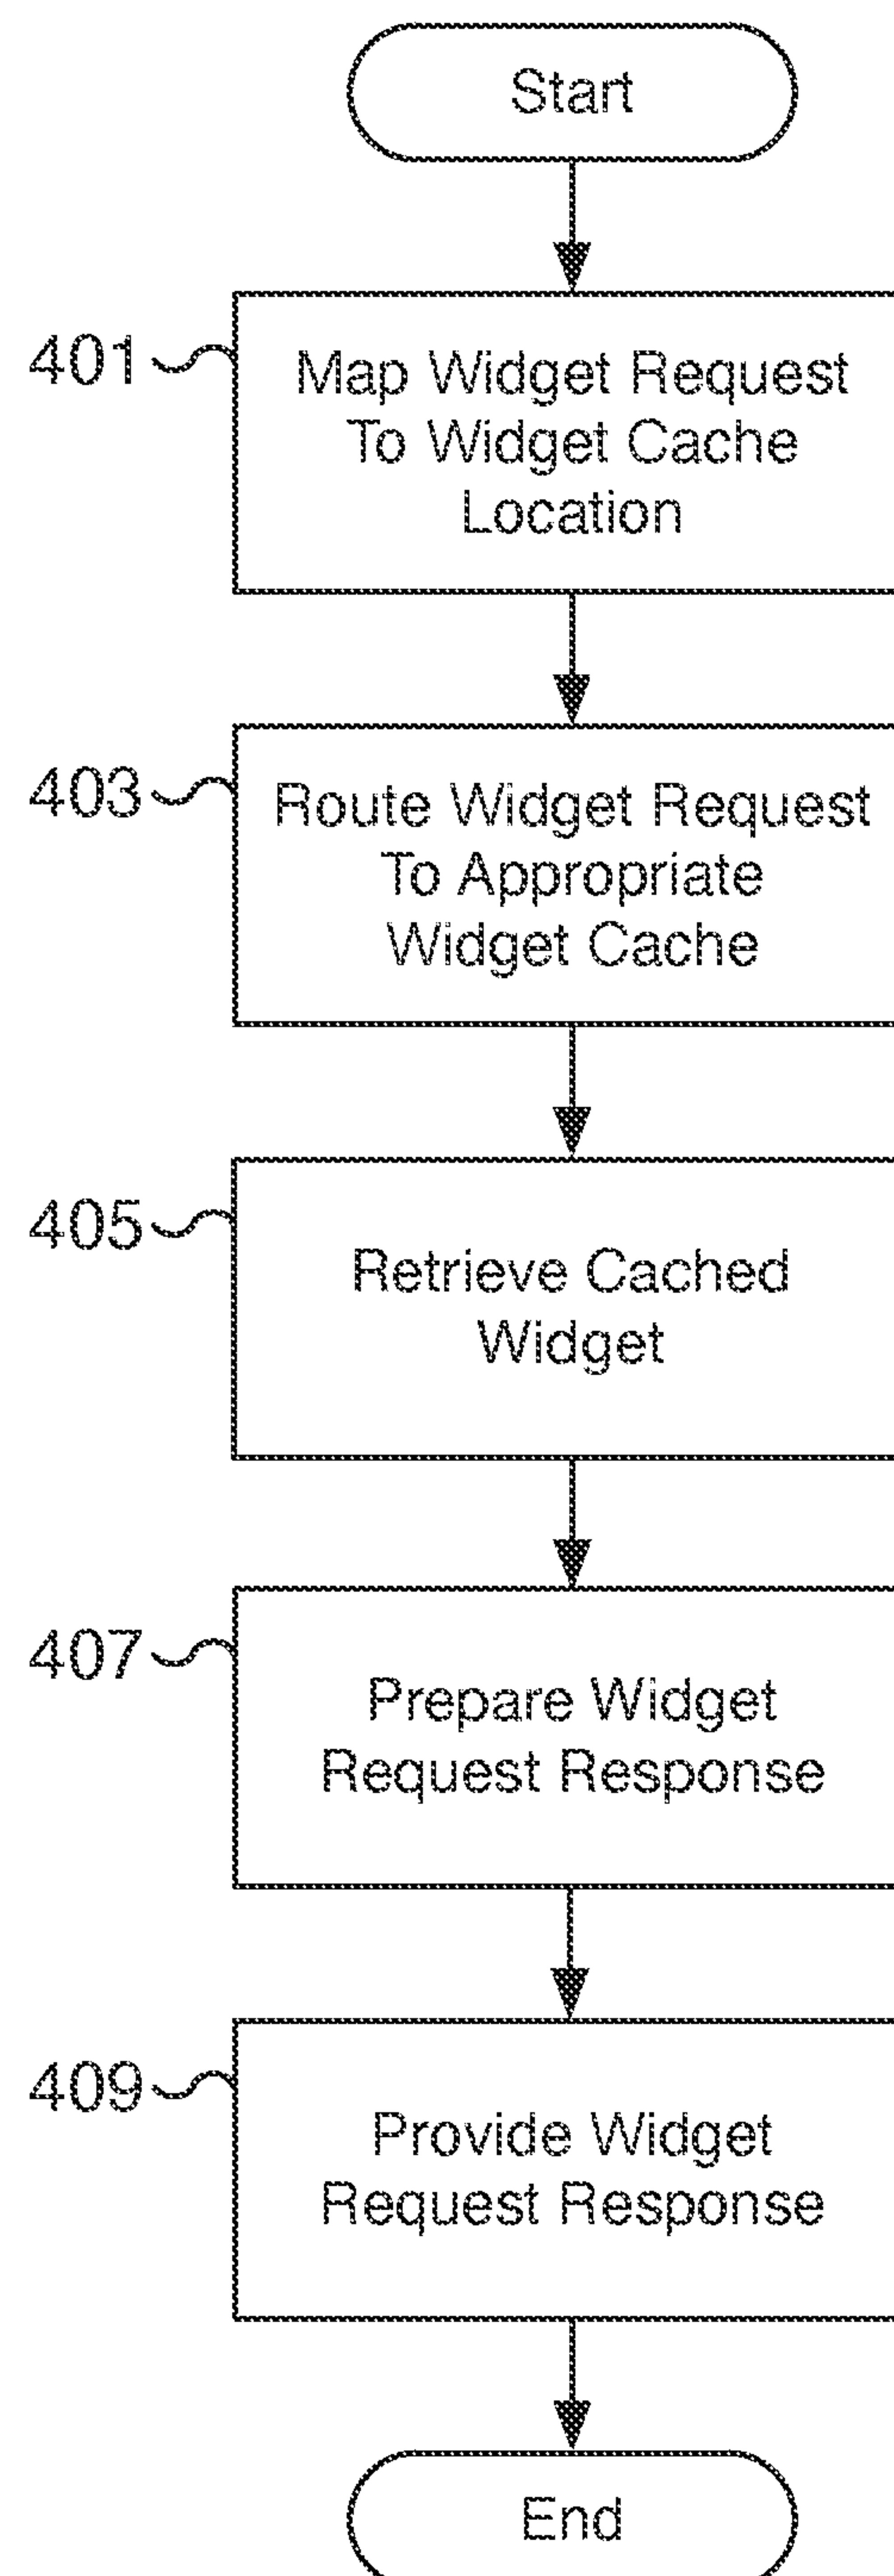 Start
401
Map Widget Request
To Widget Cache
Location
403
Route Widget Request
To Appropriate
Widget Cache
405
Retrieve Cached
Widget
407
Prepare Widget
Request Response
409
Provide Widget
Request Response
End